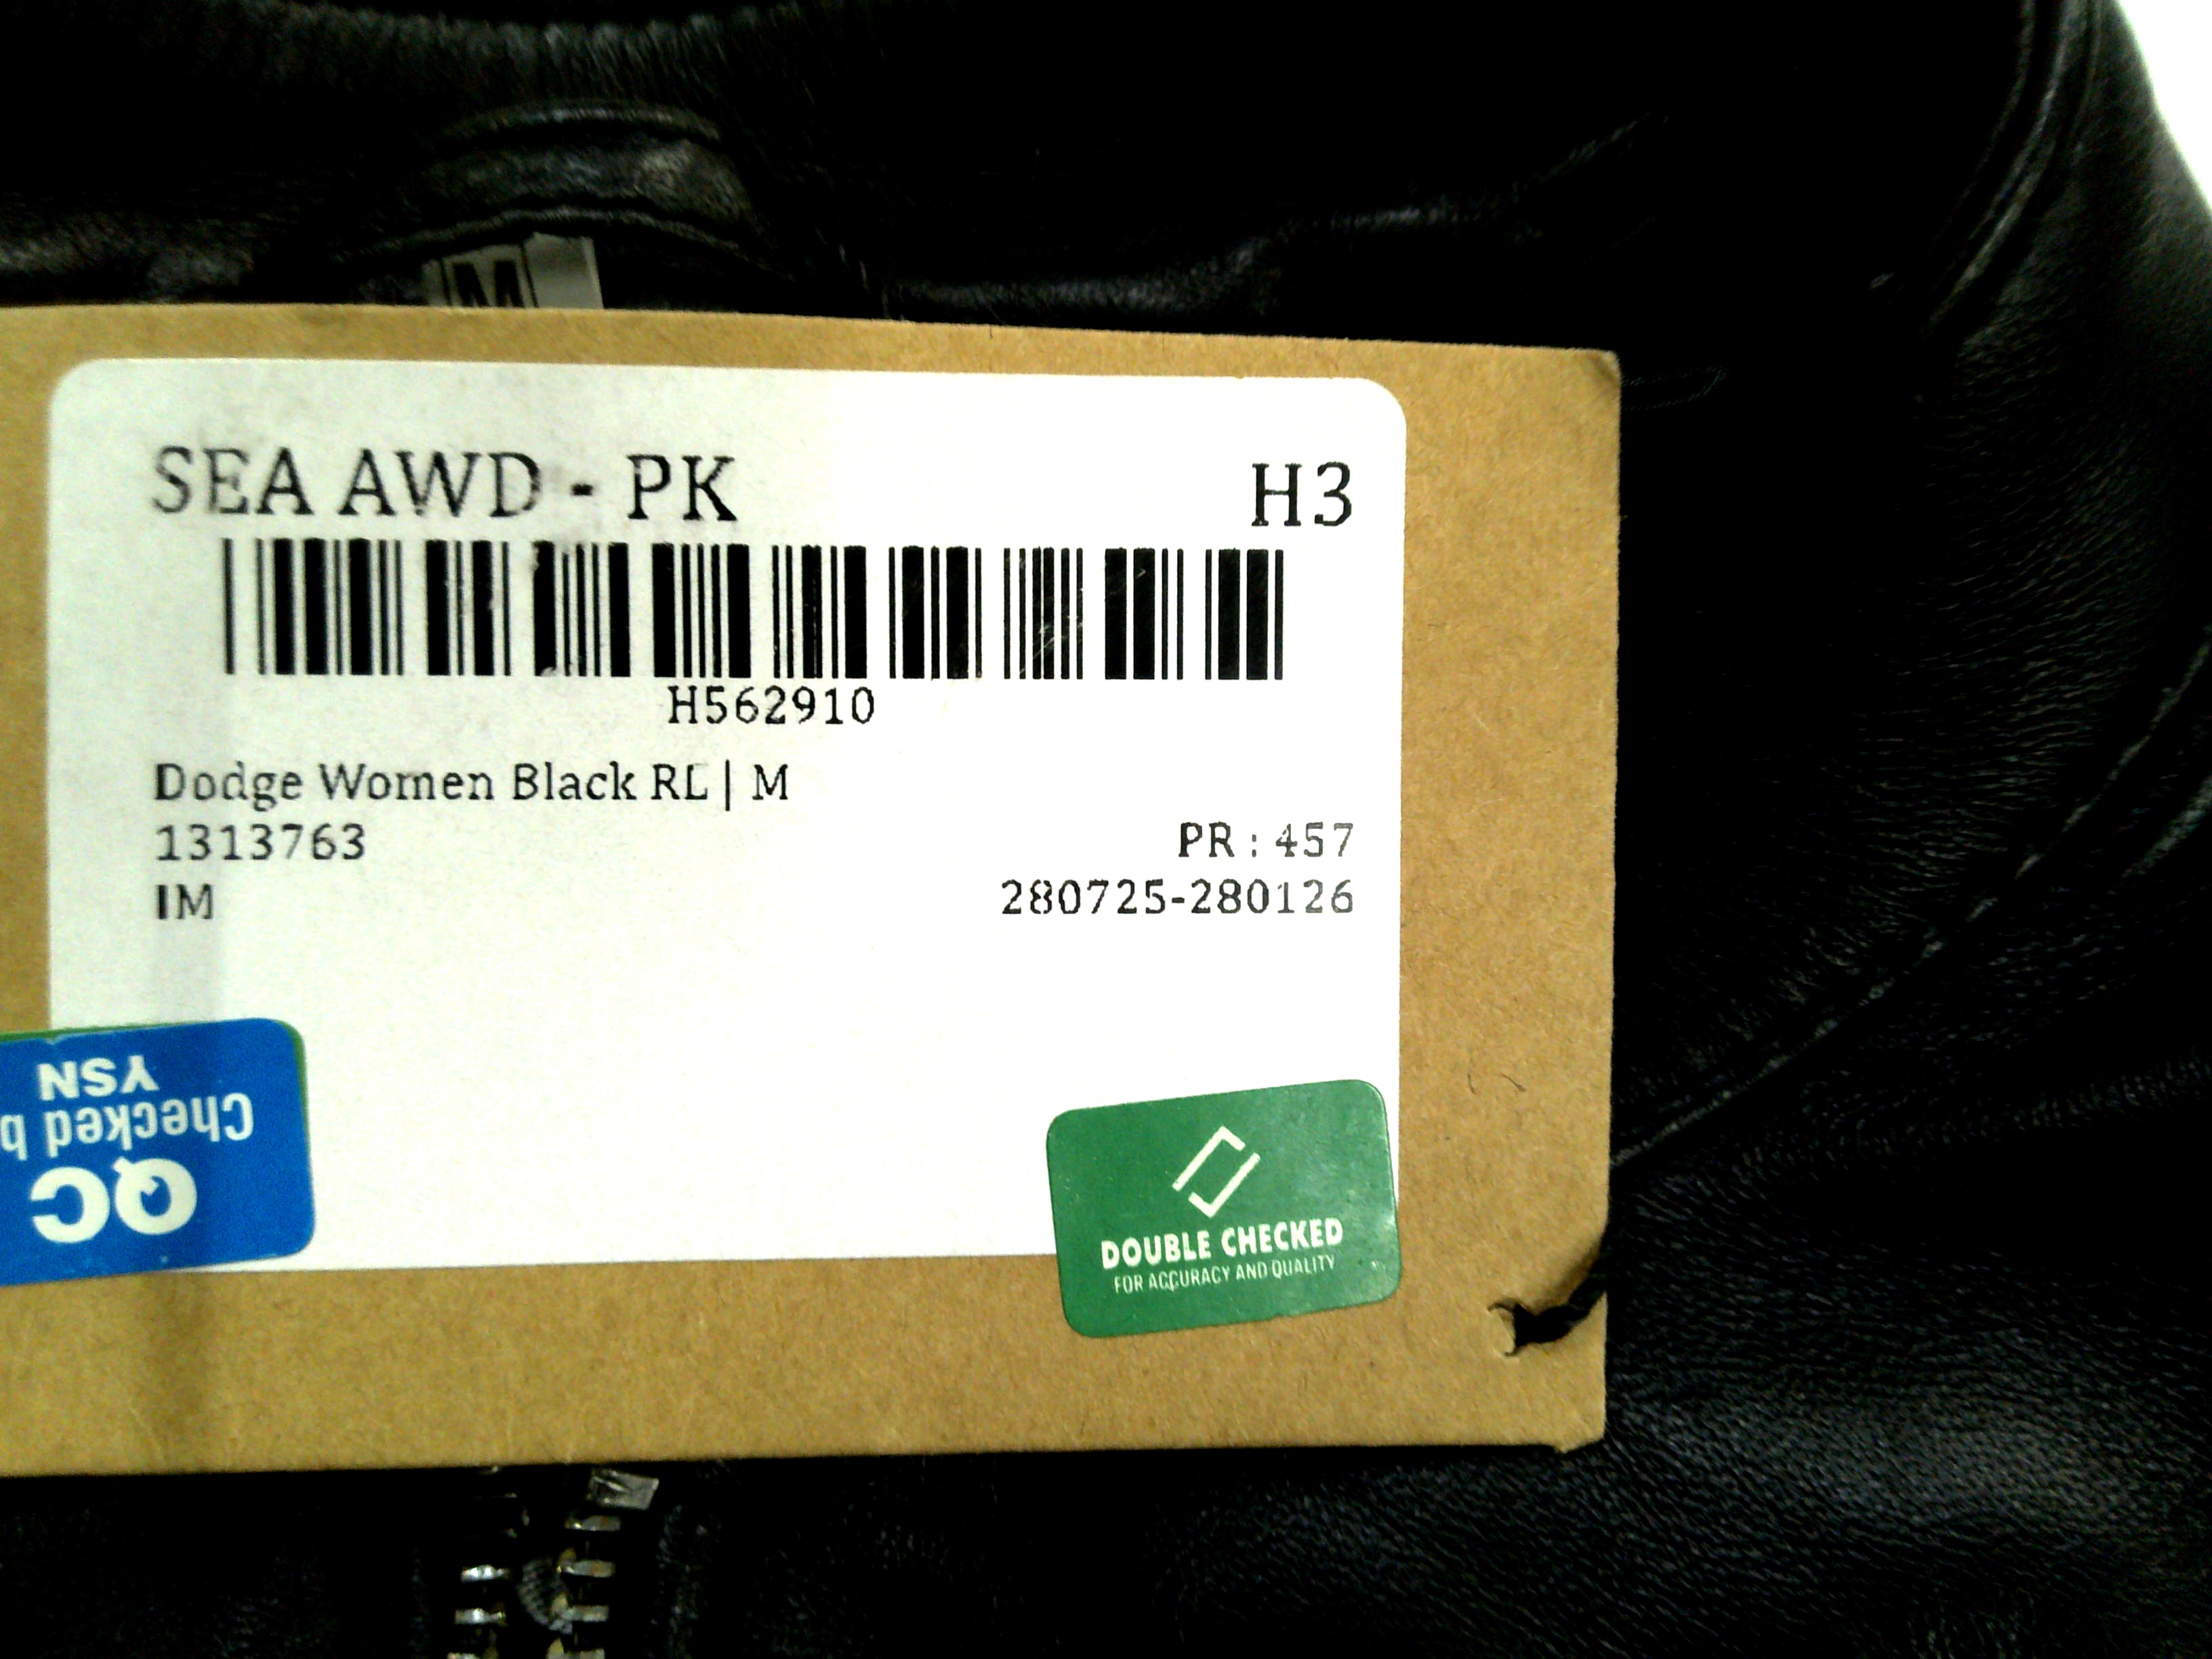 M
SEA AWD - PK
H3
H562910
Dodge Women Black RL | M
1313763
PR : 457
IM
280725-280126
QC
Checked b
YSN
DOUBLE CHECKED
FOR ACCURACY AND QUALITY